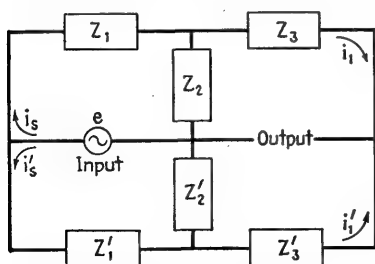 Z₁ Z₃
i₁
Z₂
iₛ e
Output
i'ₛ Input
Z'₂
i'₁
Z'₁ Z'₃